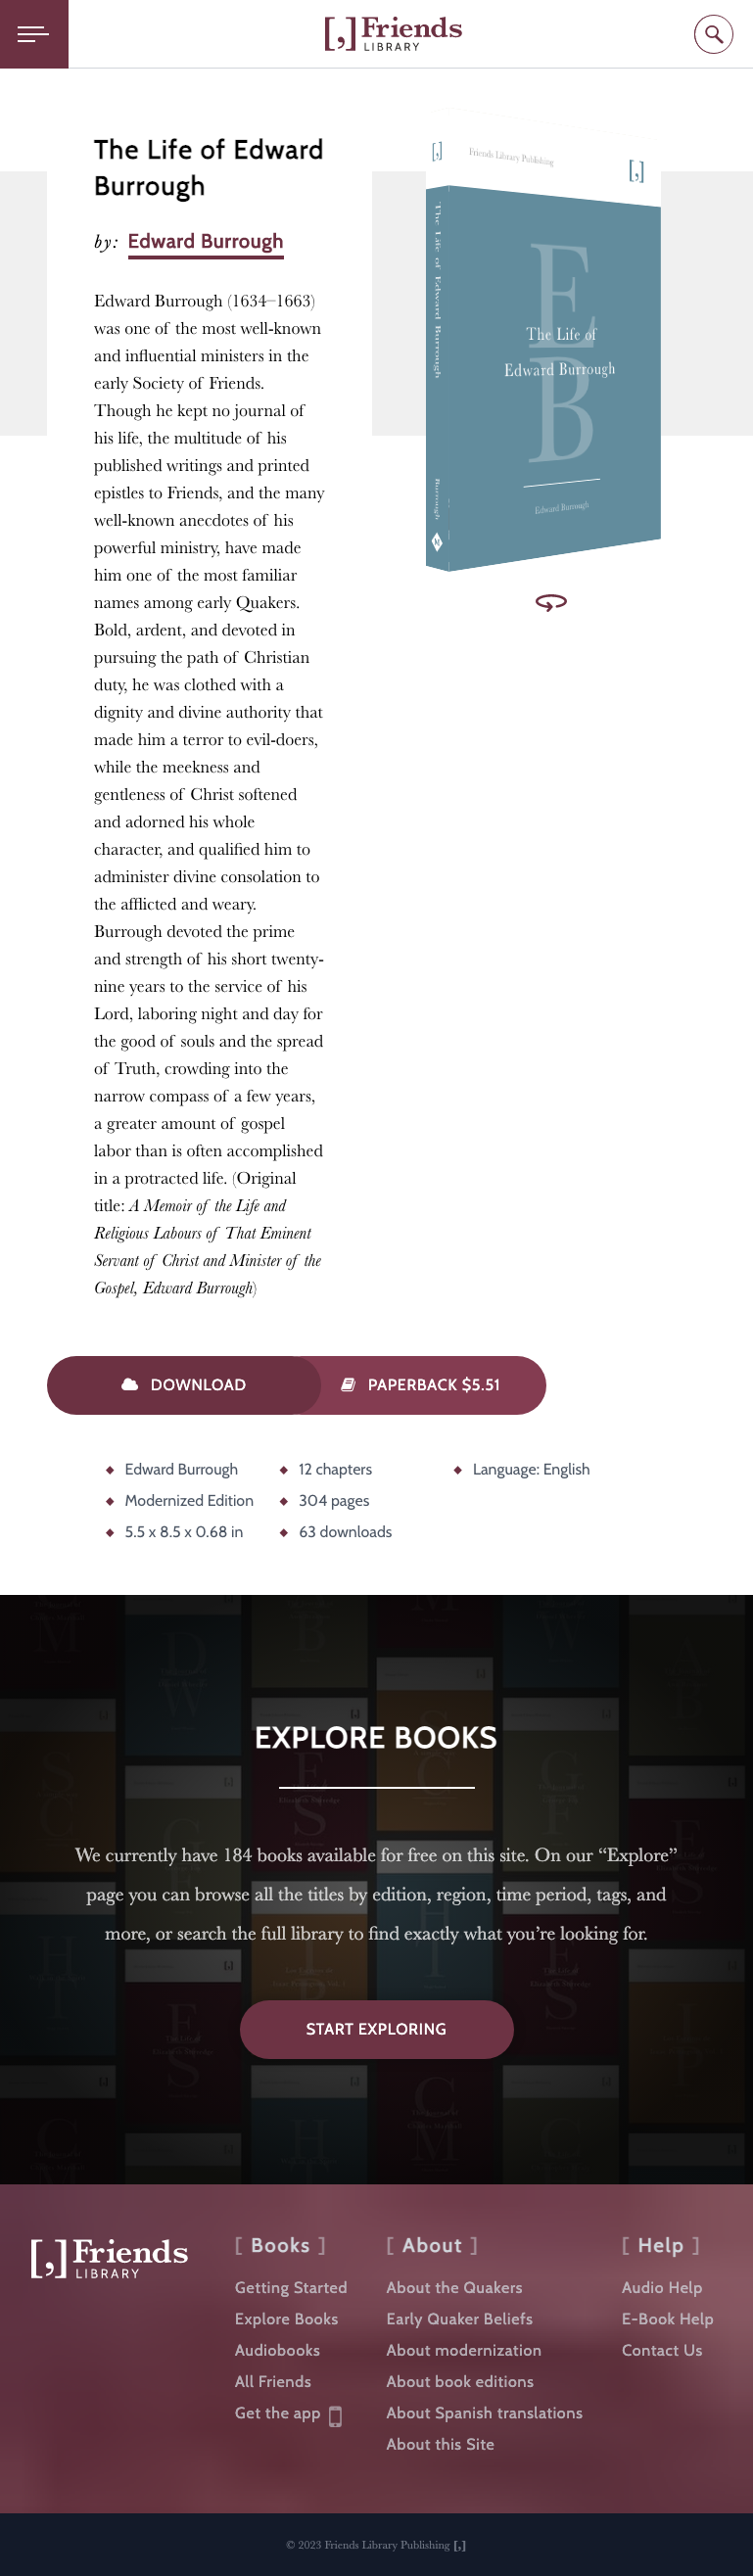 [,] Friends
LIBRARY
The Life of Edward
Burrough
by: Edward Burrough
Edward Burrough (1634–1663)
was one of the most well-known
and influential ministers in the
early Society of Friends.
Though he kept no journal of
his life, the multitude of his
published writings and printed
epistles to Friends, and the many
well-known anecdotes of his
powerful ministry, have made
him one of the most familiar
names among early Quakers.
Bold, ardent, and devoted in
pursuing the path of Christian
duty, he was clothed with a
dignity and divine authority that
made him a terror to evil-doers,
while the meekness and
gentleness of Christ softened
and adorned his whole
character, and qualified him to
administer divine consolation to
the afflicted and weary.
Burrough devoted the prime
and strength of his short twenty-
nine years to the service of his
Lord, laboring night and day for
the good of souls and the spread
of Truth, crowding into the
narrow compass of a few years,
a greater amount of gospel
labor than is often accomplished
in a protracted life. (Original
title: A Memoir of the Life and
Religious Labours of That Eminent
Servant of Christ and Minister of the
Gospel, Edward Burrough)
[,] Friends Library Publishing [,]
The Life of Edward Burrough
Burrough
E
B
The Life of
Edward Burrough
Edward Burrough
DOWNLOAD
PAPERBACK $5.51
Edward Burrough
Modernized Edition
5.5 x 8.5 x 0.68 in
12 chapters
304 pages
63 downloads
Language: English
EXPLORE BOOKS
We currently have 184 books available for free on this site. On our “Explore”
page you can browse all the titles by edition, region, time period, tags, and
more, or search the full library to find exactly what you’re looking for.
START EXPLORING
[,] Friends
LIBRARY
[ Books ]
Getting Started
Explore Books
Audiobooks
All Friends
Get the app
[ About ]
About the Quakers
Early Quaker Beliefs
About modernization
About book editions
About Spanish translations
About this Site
[ Help ]
Audio Help
E-Book Help
Contact Us
© 2023 Friends Library Publishing [,]